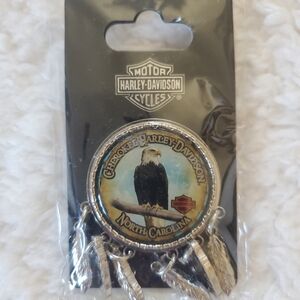 MOTOR
HARLEY-DAVIDSON
CYCLES
CHEROKEE HARLEY-DAVIDSON
NORTH CAROLINA